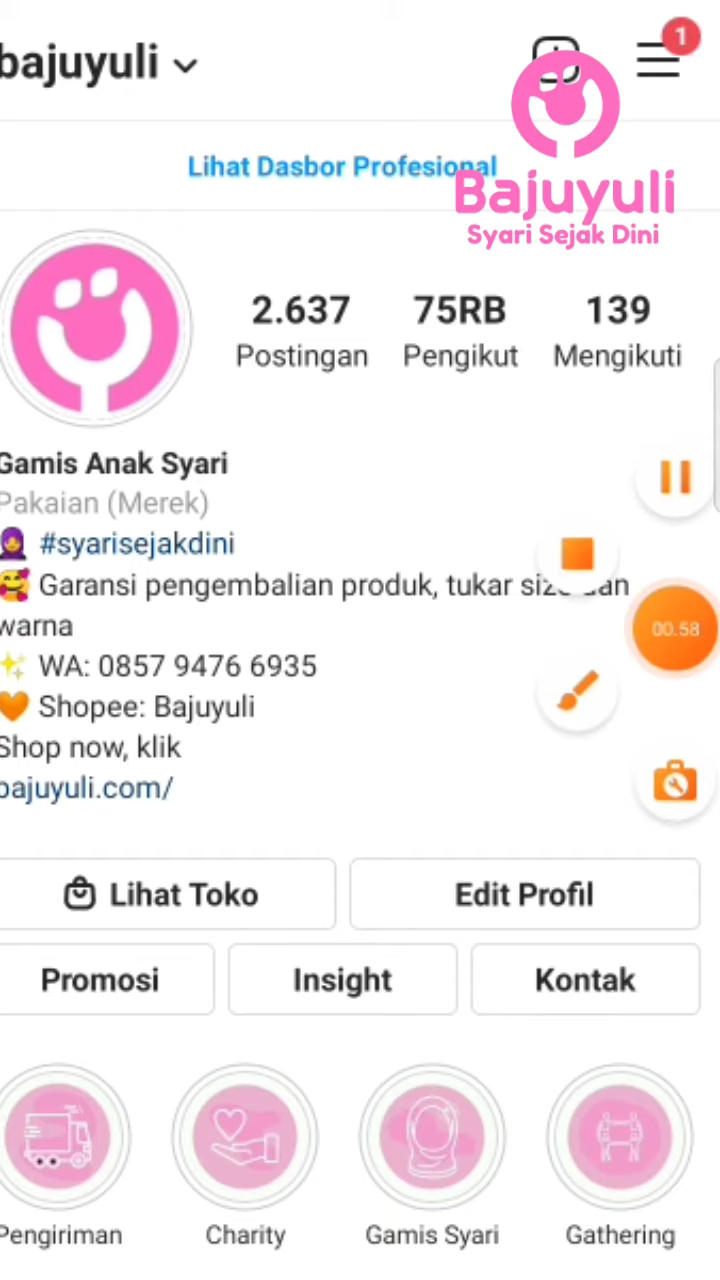 bajuyuli
1
Lihat Dasbor Profesional
Bajuyuli
Syari Sejak Dini
2.637 75RB 139
Postingan Pengikut Mengikuti
Gamis Anak Syari
Pakaian (Merek)
#syarisejakdini
Garansi pengembalian produk, tukar size dan
warna
00.58
WA: 0857 9476 6935
Shopee: Bajuyuli
Shop now, klik
bajuyuli.com/
Lihat Toko Edit Profil
Promosi Insight Kontak
Pengiriman Charity Gamis Syari Gathering